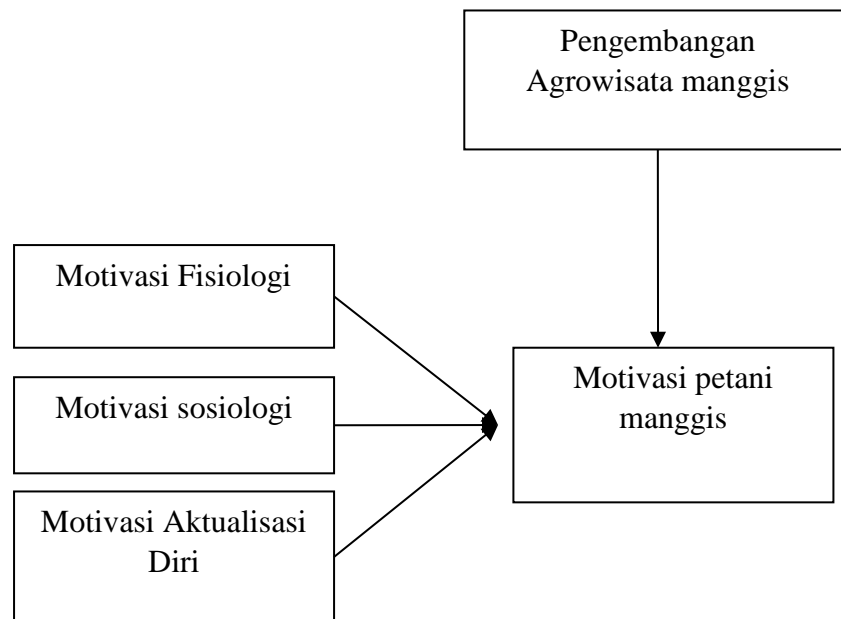 Pengembangan
Agrowisata manggis
Motivasi Fisiologi
Motivasi sosiologi
Motivasi Aktualisasi
Diri
Motivasi petani
manggis